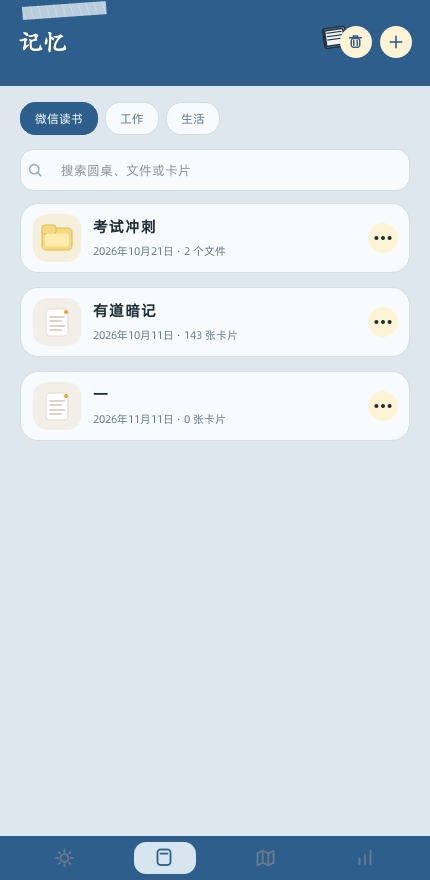 记忆
微信读书
工作
生活
搜索圆桌、文件或卡片
考试冲刺
2026年10月21日 · 2 个文件
有道暗记
2026年10月11日 · 143 张卡片
一
2026年11月11日 · 0 张卡片